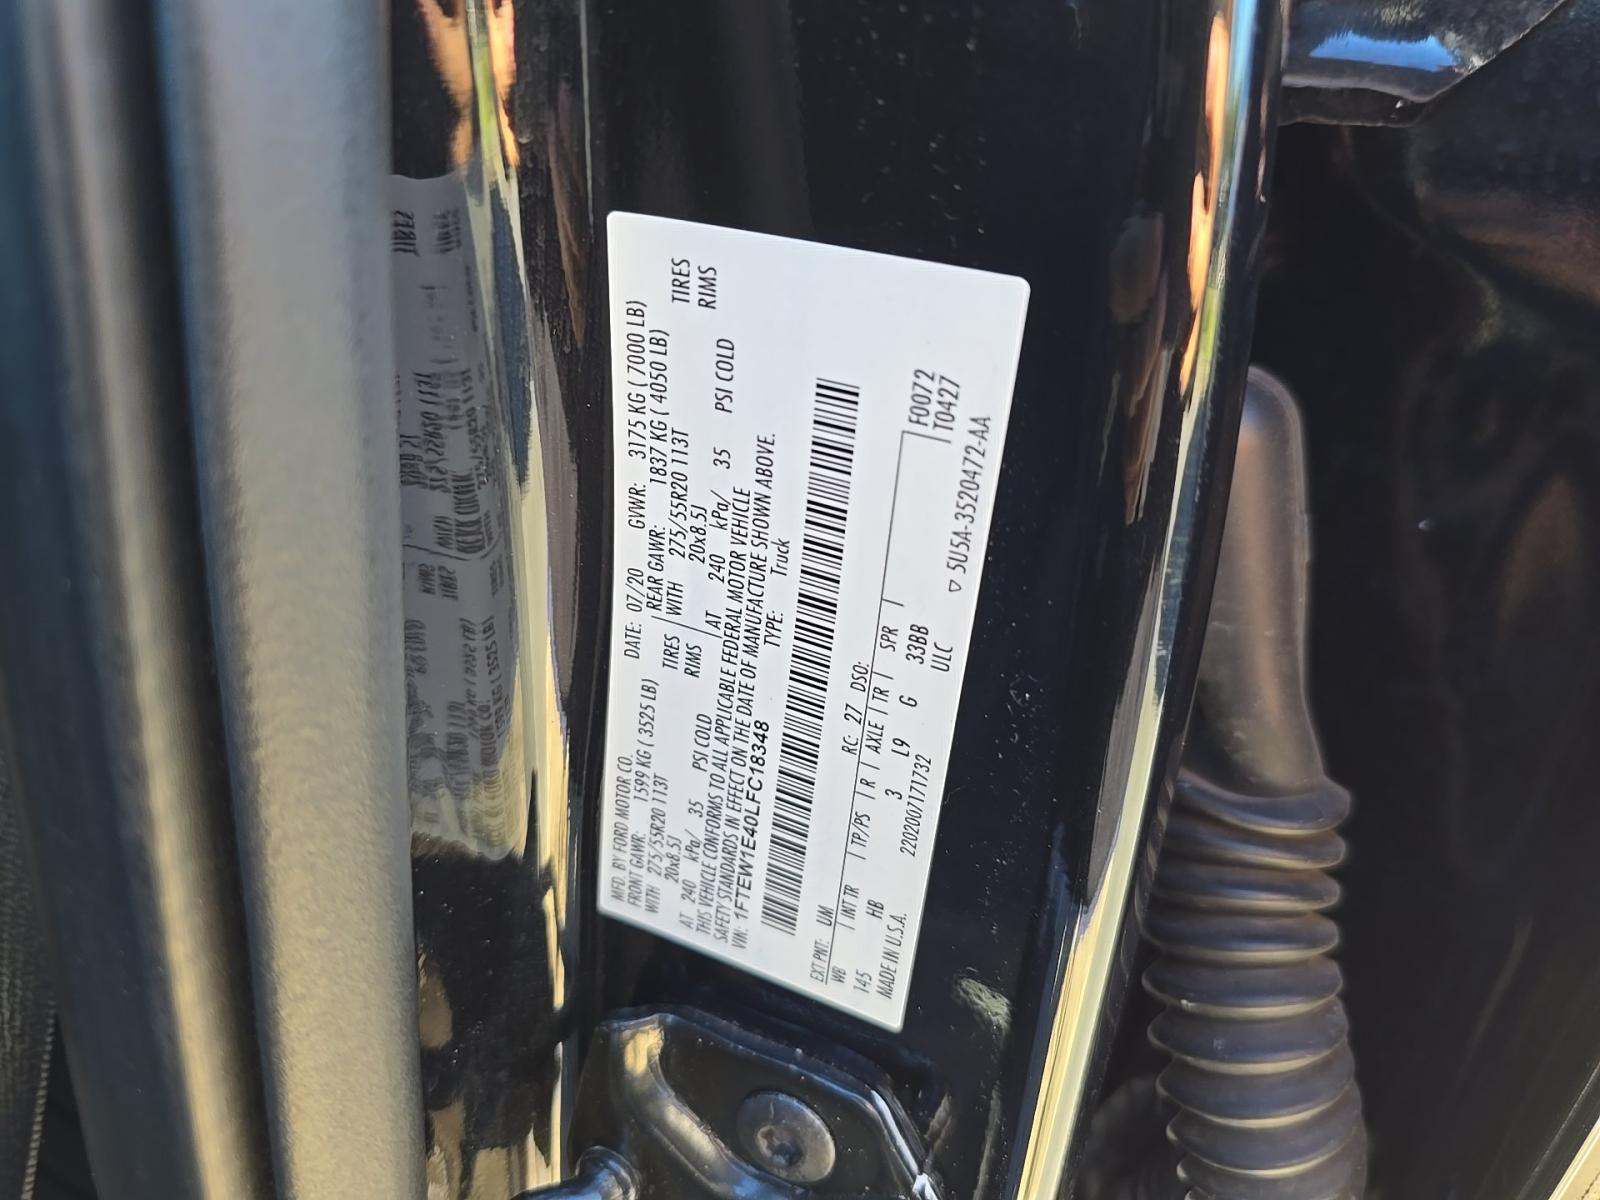 MFD. BY FORD MOTOR CO.
DATE: 07/20 GVWR: 3175 KG ( 7000 LB)
FRONT GAWR: 1599 KG ( 3525 LB) REAR GAWR: 1837 KG ( 4050 LB)
WITH 275/55R20 113T TIRES WITH 275/55R20 113T TIRES
20x8.5J RIMS 20x8.5J RIMS
AT 240 kPa/ 35 PSI COLD AT 240 kPa/ 35 PSI COLD
THIS VEHICLE CONFORMS TO ALL APPLICABLE FEDERAL MOTOR VEHICLE
SAFETY STANDARDS IN EFFECT ON THE DATE OF MANUFACTURE SHOWN ABOVE.
VIN: 1FTEW1E40LFC18348 TYPE: Truck
EXT PNT: UM RC: 27 DSO:
WB INT TR TP/PS R AXLE TR SPR
145 HB 3 L9 G 33BB F0072
T0427
MADE IN U.S.A. 2202007171732 ULC ▽ 5U5A-3520472-AA